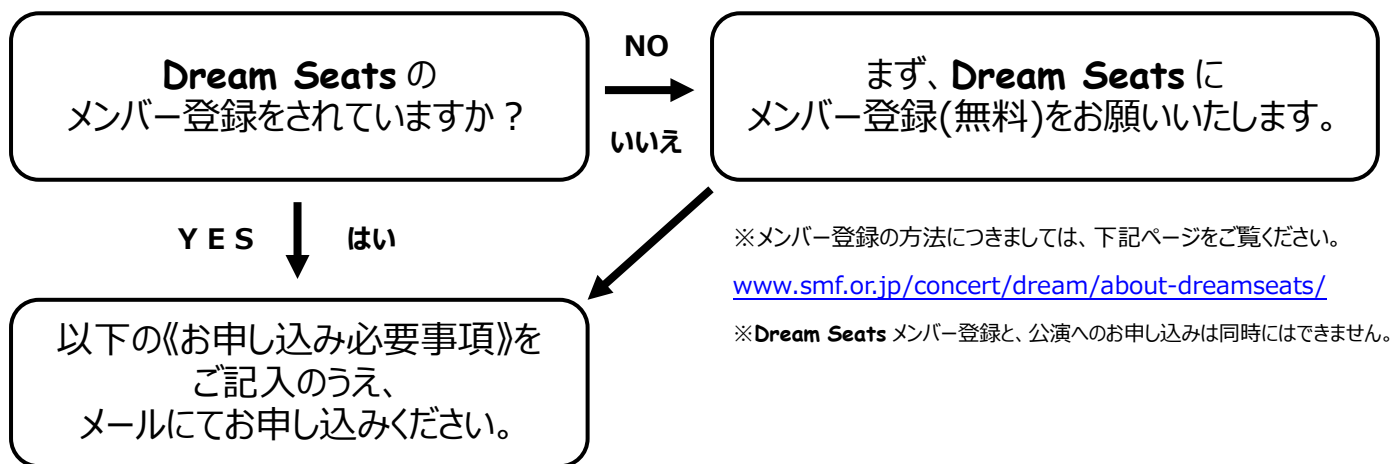 Dream Seats の
メンバー登録をされていますか？
NO
いいえ
まず、Dream Seats に
メンバー登録(無料)をお願いいたします。
ＹＥＳ
はい
※メンバー登録の方法につきましては、下記ページをご覧ください。
www.smf.or.jp/concert/dream/about-dreamseats/
※Dream Seats メンバー登録と、公演へのお申し込みは同時にはできません。
以下の《お申し込み必要事項》を
ご記入のうえ、
メールにてお申し込みください。